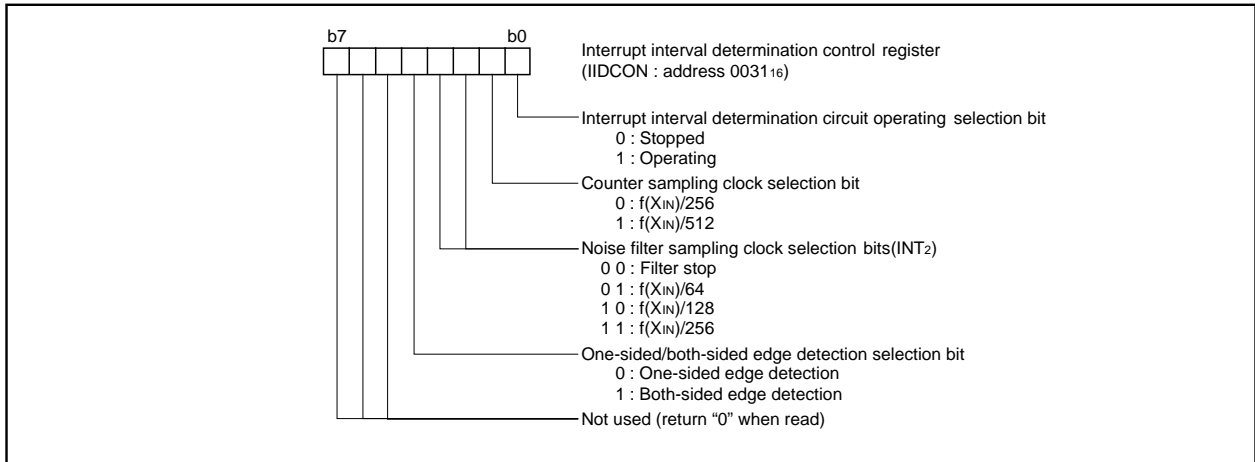 b7 b0
Interrupt interval determination control register
(IIDCON : address 003116)
Interrupt interval determination circuit operating selection bit
0 : Stopped
1 : Operating
Counter sampling clock selection bit
0 : f(XIN)/256
1 : f(XIN)/512
Noise filter sampling clock selection bits(INT2)
0 0 : Filter stop
0 1 : f(XIN)/64
1 0 : f(XIN)/128
1 1 : f(XIN)/256
One-sided/both-sided edge detection selection bit
0 : One-sided edge detection
1 : Both-sided edge detection
Not used (return “0” when read)